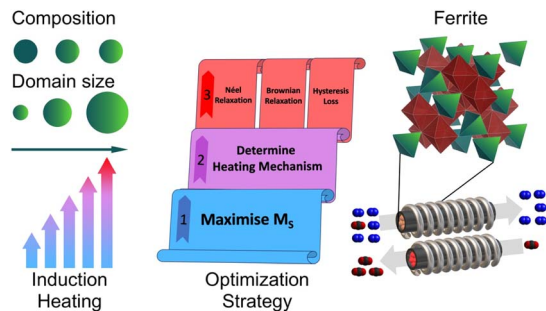 Composition
Domain size
Induction
Heating
3
Néel
Relaxation
Brownian
Relaxation
Hysteresis
Loss
2
Determine
Heating Mechanism
1
Maximise MS
Optimization
Strategy
Ferrite